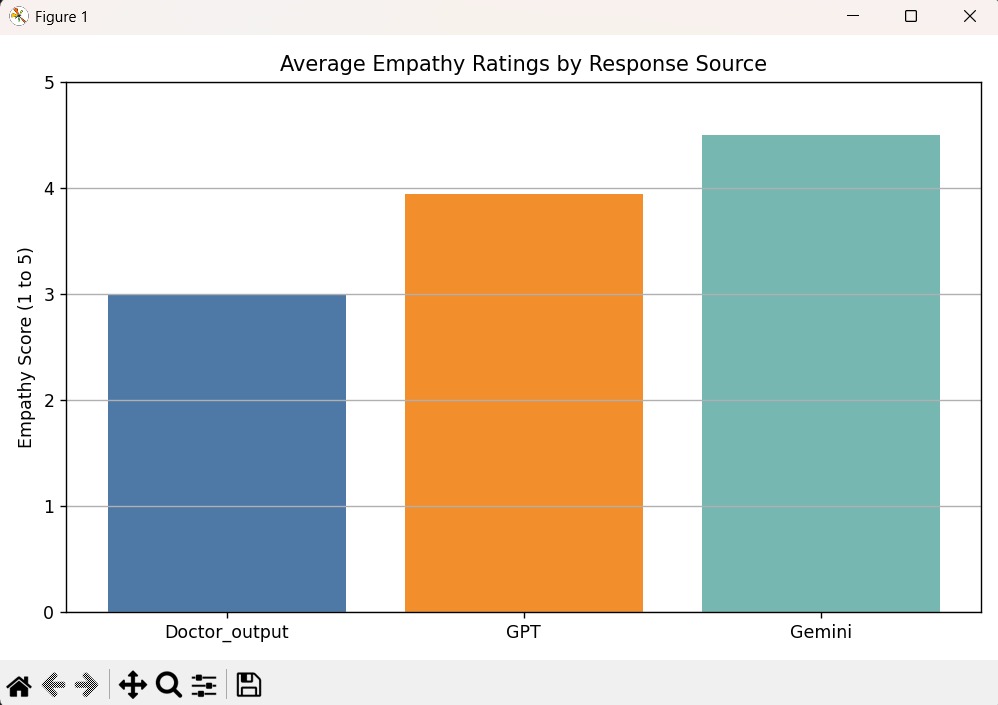 Figure 1
Average Empathy Ratings by Response Source
Empathy Score (1 to 5)
5
4
3
2
1
0
Doctor_output
GPT
Gemini